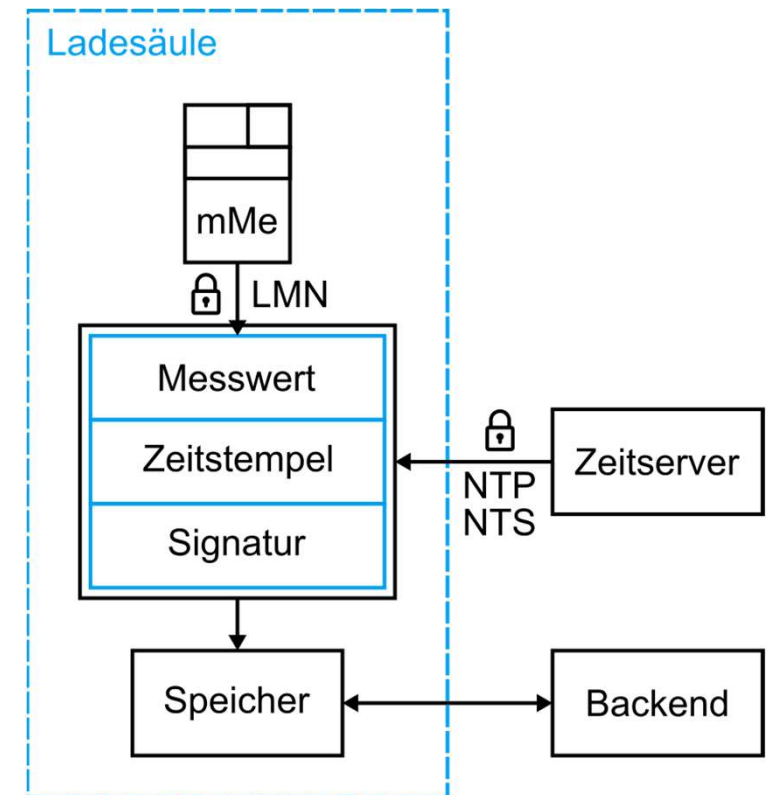 Ladesäule
mMe
LMN
Messwert
Zeitstempel
Signatur
NTP
NTS
Zeitserver
Speicher
Backend